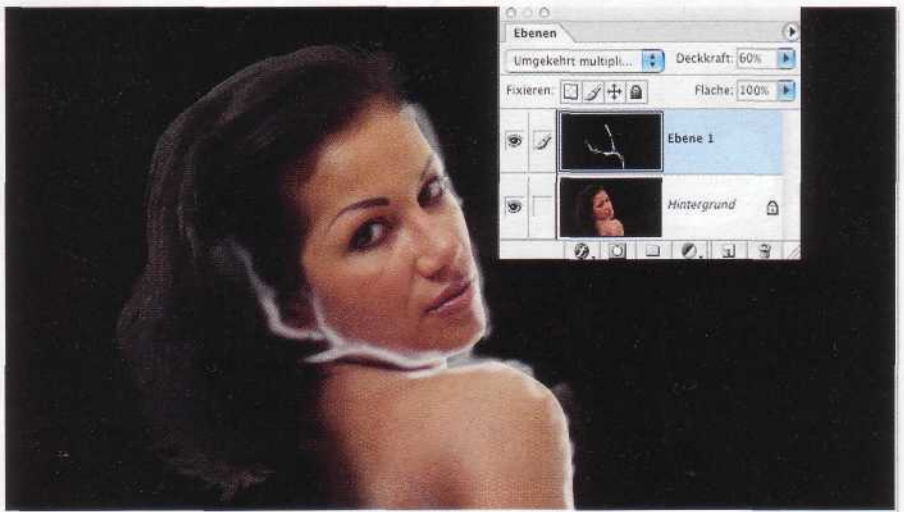 Ebenen
Umgekehrt multipli... Deckkraft: 60%
Fixieren: Fläche: 100%
Ebene 1
Hintergrund